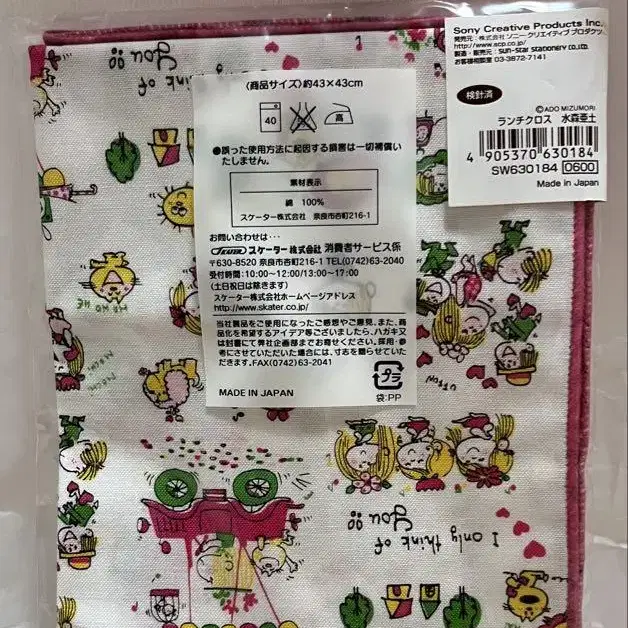 Sony Creative Products Inc.
発売元:株式会社 ソニー・クリエイティブ プロダクツ
http://www.scp.co.jp/
製造・販売元:sun-star stationery co.,ltd.
お客様相談室 03-3872-7141
検針済
©ADO MIZUMORI
ランチクロス 水森亜土
4 905370 630184
SW630184 0600
Made in Japan
(商品サイズ)約43×43cm
40
高
●誤った使用方法に起因する損害は一切補償いたしません。
素材表示
綿 100%
スケーター株式会社 奈良市杏町216-1
お問い合わせは…
スケーター株式会社 消費者サービス係
〒630-8520 奈良市杏町216-1 TEL(0742)63-2040
受付時間:10:00~12:00/13:00~17:00
(土日祝日は除きます)
スケーター株式会社ホームページアドレス
http://www.skater.co.jp/
当社製品をご使用になったご感想やご意見、また、商
品化を希望するアイデア等ございましたら、ハガキ又
は封書にて弊社企画室までお寄せください。採用・参
考にさせていただいた場合には、寸志を贈らせていた
だきます。FAX(0742)63-2041
MADE IN JAPAN
プラ
袋:PP
I only think of
you
think of
you
HO HO HE